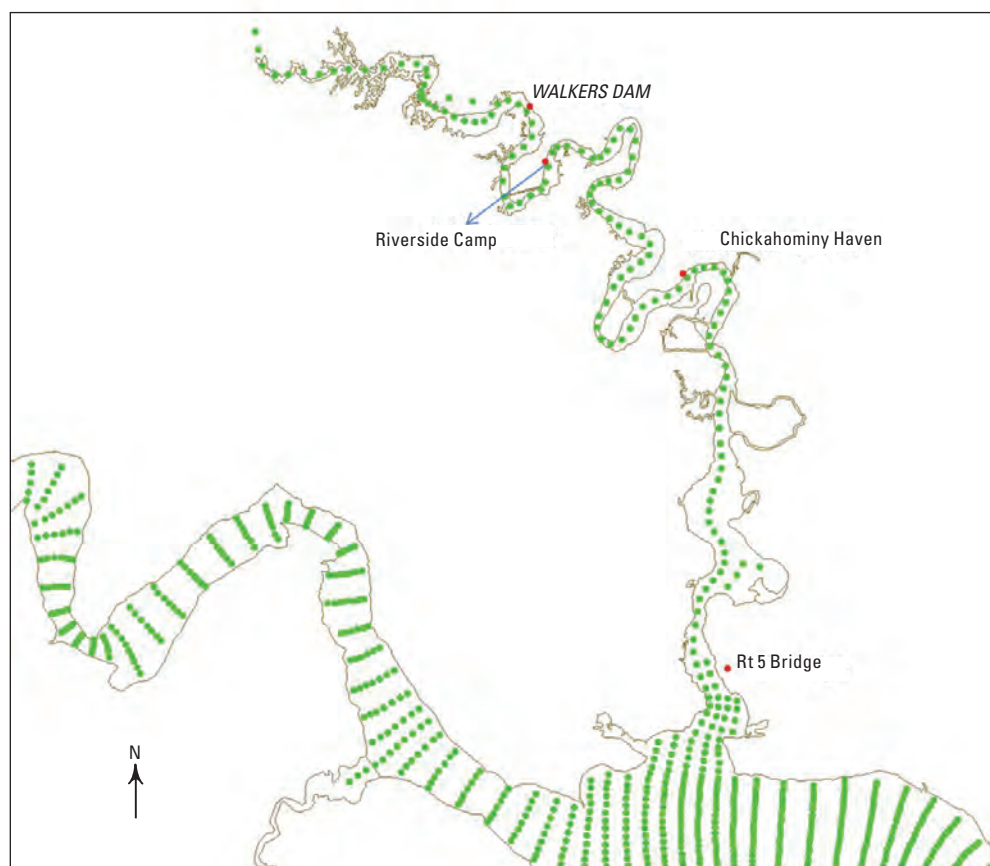 WALKERS DAM
Riverside Camp
Chickahominy Haven
Rt 5 Bridge
N